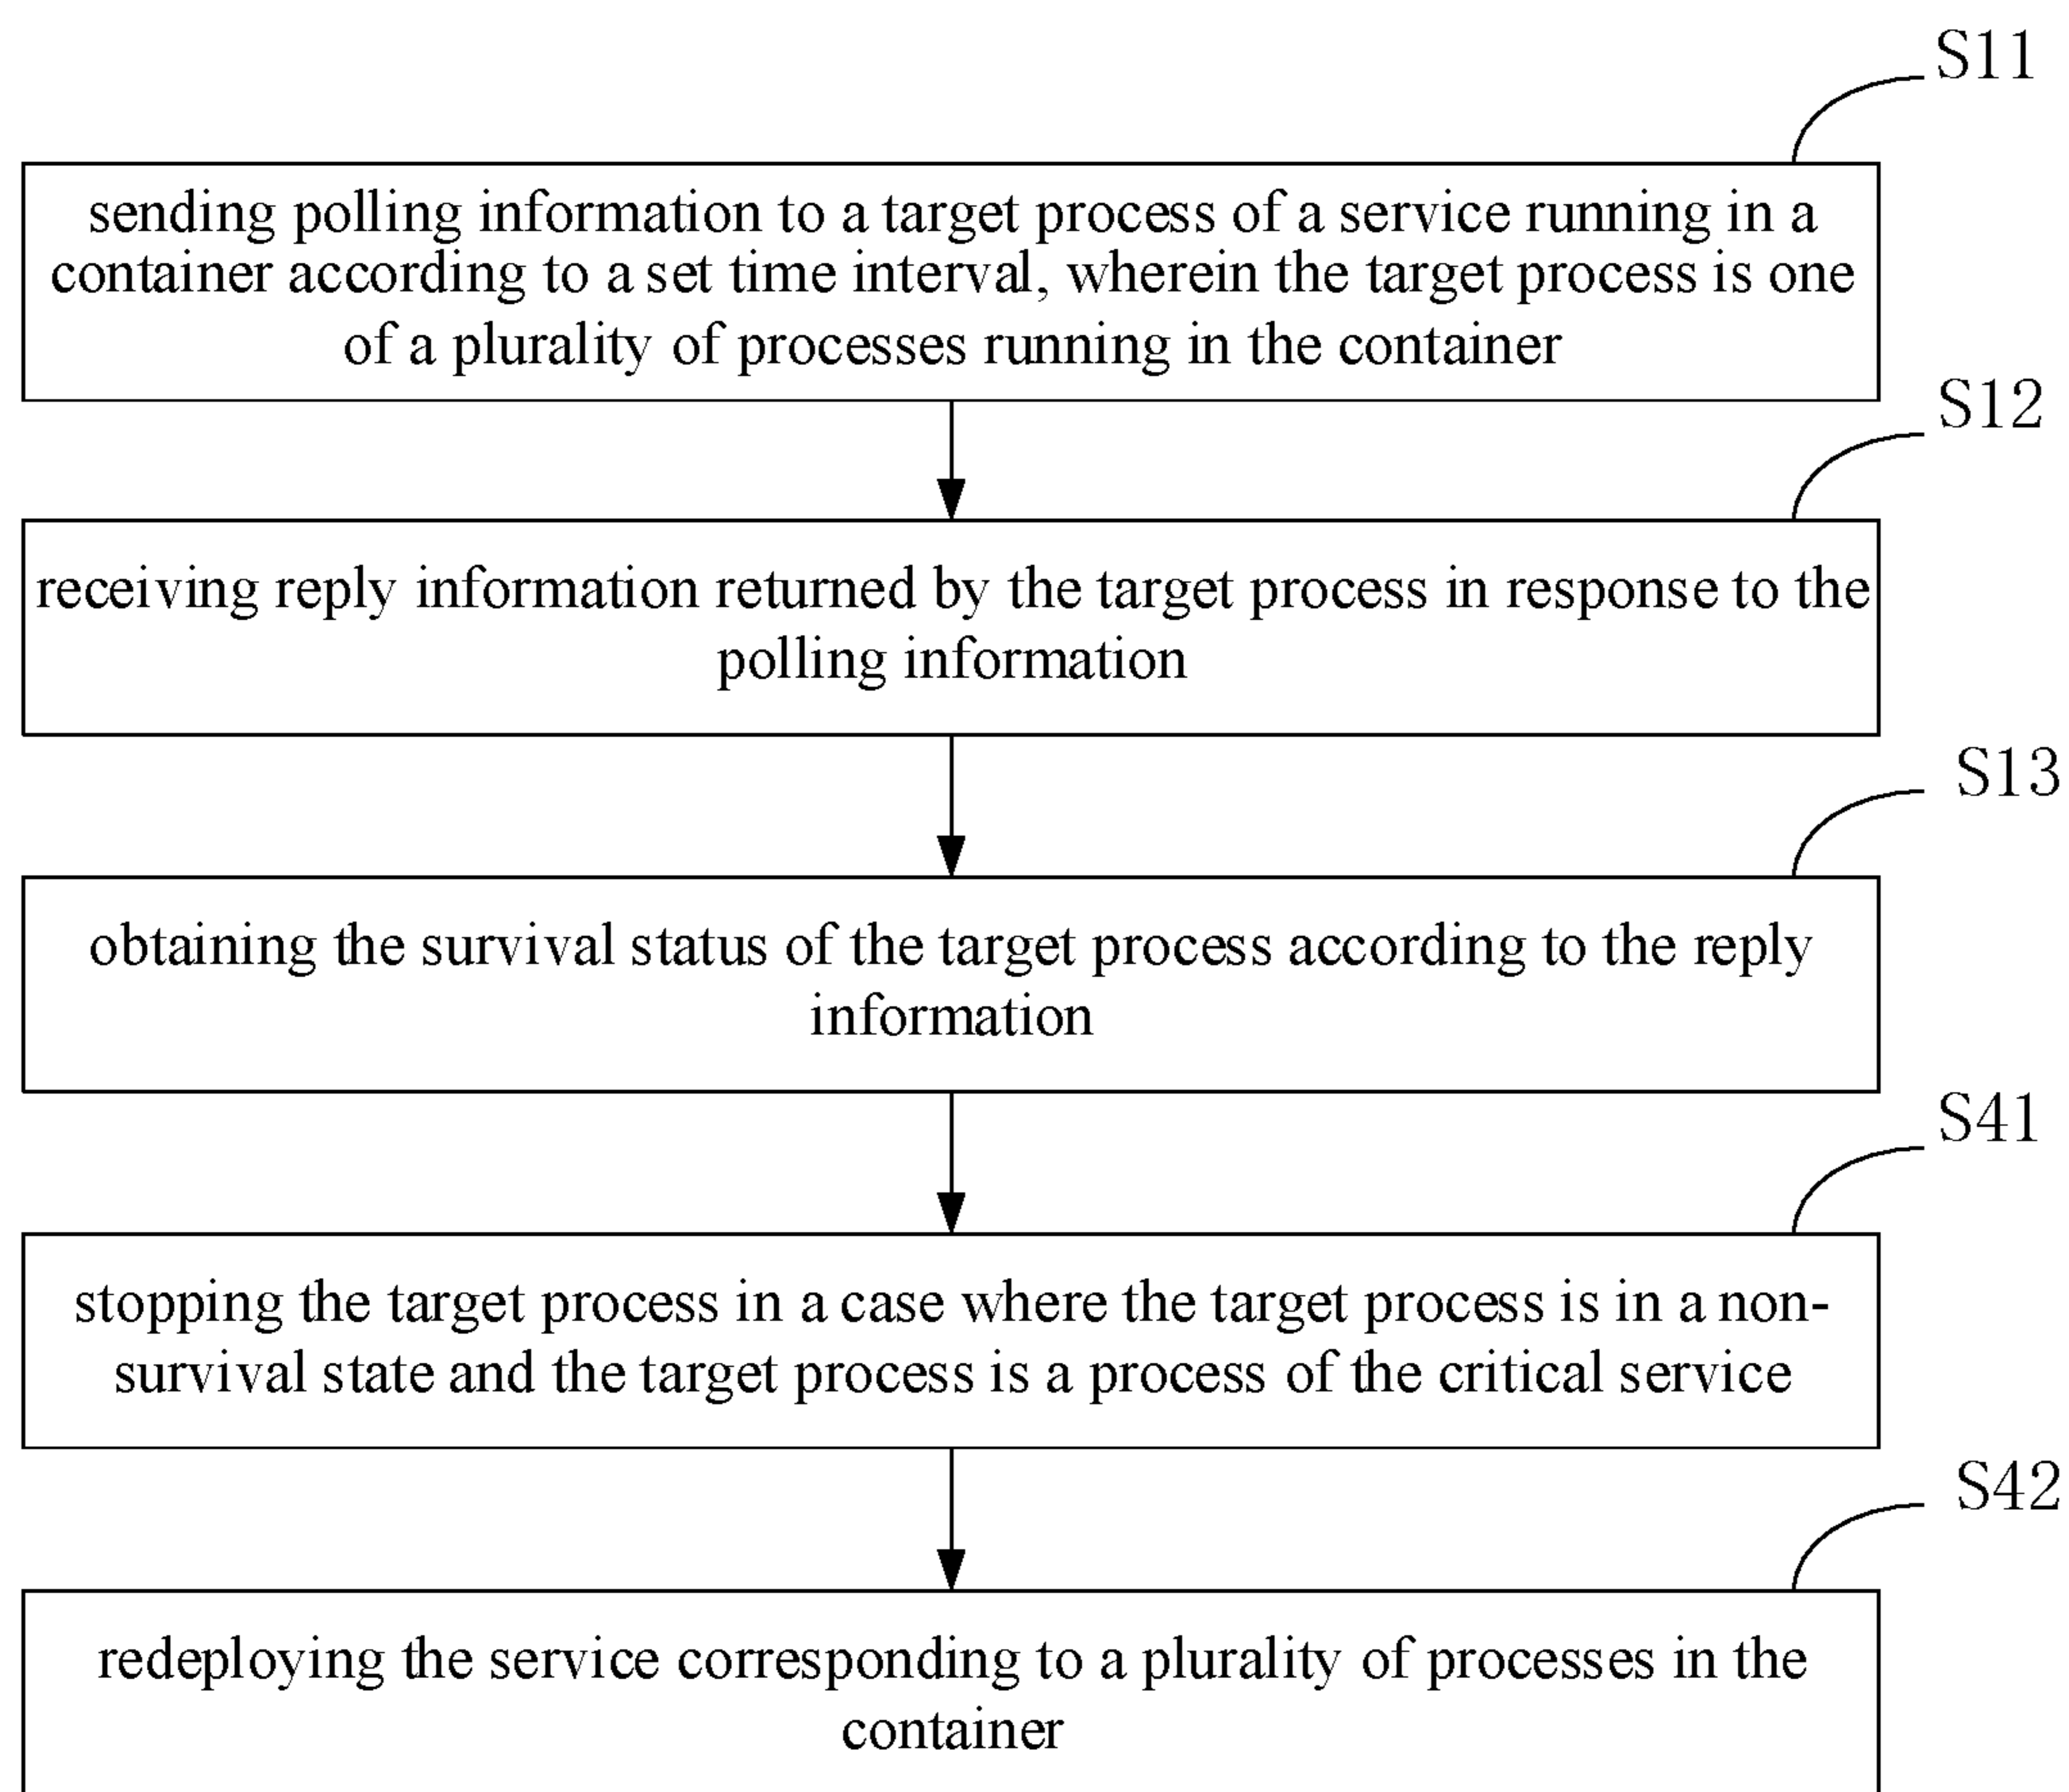 S11
sending polling information to a target process of a service running in a
container according to a set time interval, wherein the target process is one
of a plurality of processes running in the container
S12
receiving reply information returned by the target process in response to the
polling information
S13
obtaining the survival status of the target process according to the reply
information
S41
stopping the target process in a case where the target process is in a non-
survival state and the target process is a process of the critical service
S42
redeploying the service corresponding to a plurality of processes in the
container